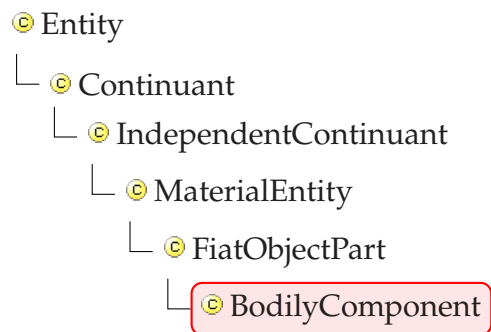 Entity
Continuant
IndependentContinuant
MaterialEntity
FiatObjectPart
BodilyComponent